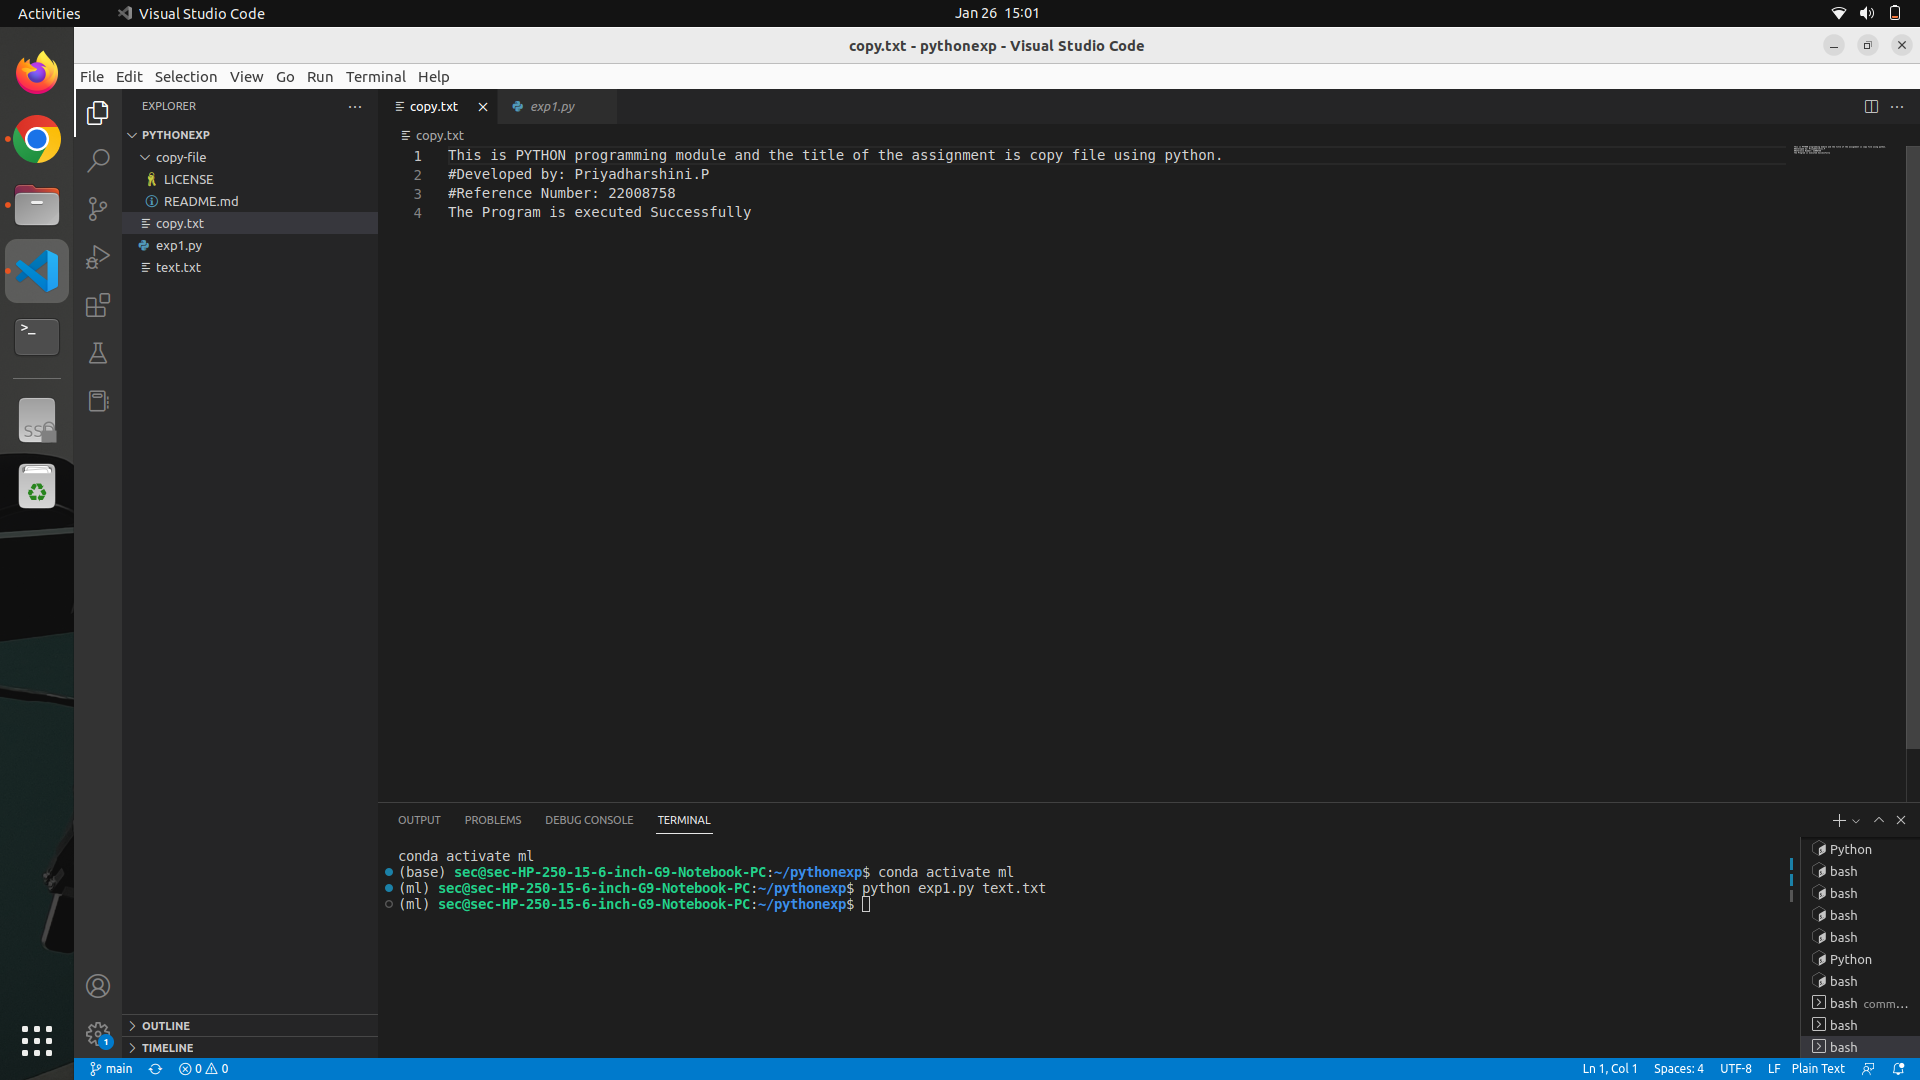 Activities
Visual Studio Code
Jan 26 15:01
copy.txt - pythonexp - Visual Studio Code
File Edit Selection View Go Run Terminal Help
EXPLORER
PYTHONEXP
copy-file
LICENSE
README.md
copy.txt
exp1.py
text.txt
OUTLINE
TIMELINE
copy.txt
exp1.py
copy.txt
1 This is PYTHON programming module and the title of the assignment is copy file using python.
2 #Developed by: Priyadharshini.P
3 #Reference Number: 22008758
4 The Program is executed Successfully
OUTPUT PROBLEMS DEBUG CONSOLE TERMINAL
conda activate ml
(base) sec@sec-HP-250-15-6-inch-G9-Notebook-PC:~/pythonexp$ conda activate ml
(ml) sec@sec-HP-250-15-6-inch-G9-Notebook-PC:~/pythonexp$ python exp1.py text.txt
(ml) sec@sec-HP-250-15-6-inch-G9-Notebook-PC:~/pythonexp$
Python
bash
bash
bash
bash
Python
bash
bash comm...
bash
bash
1
main
0 0
Ln 1, Col 1 Spaces: 4 UTF-8 LF Plain Text